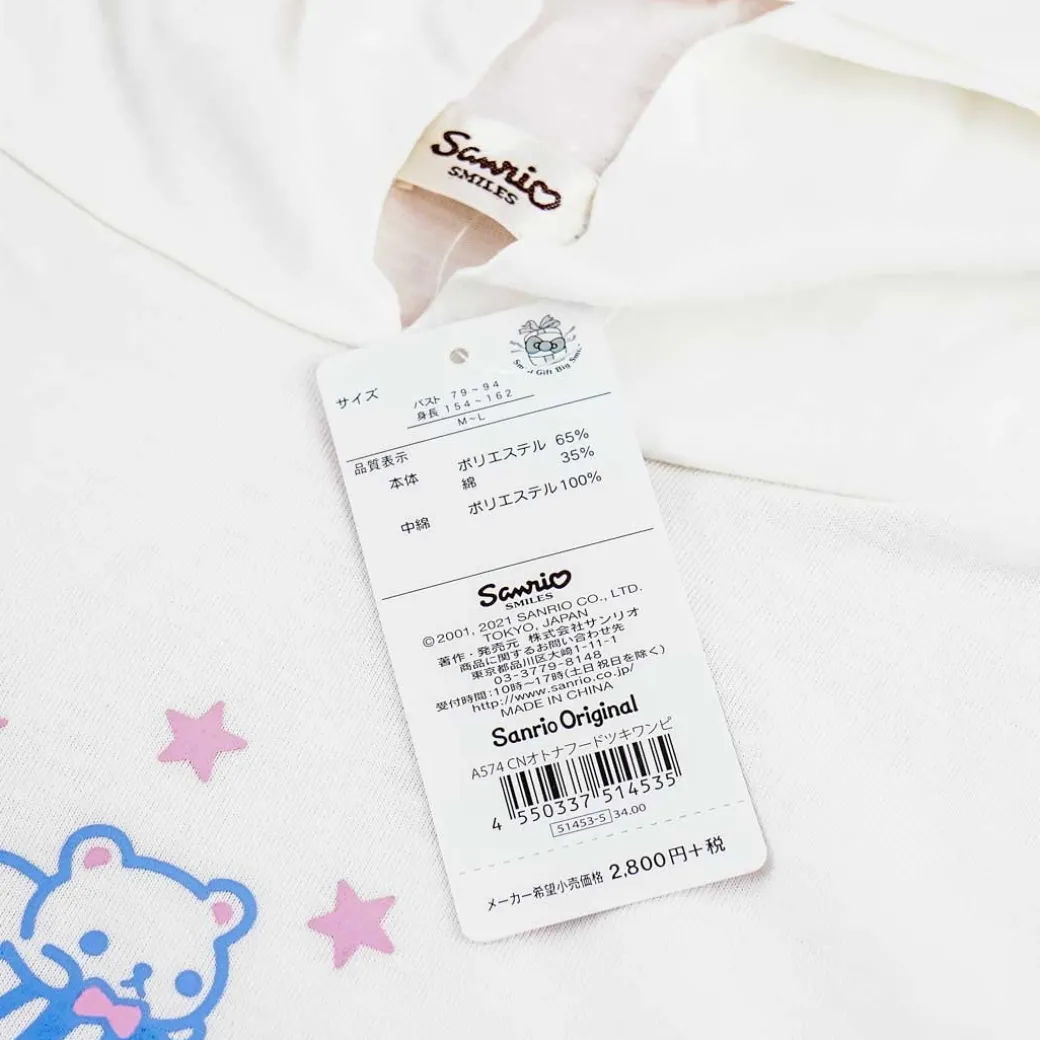 Sanrio
SMILES
Small Gift Big Smile
サイズ
バスト 79~94
身長 154~162
M~L
品質表示
本体 ポリエステル 65%
綿 35%
中綿 ポリエステル100%
Sanrio
SMILES
©2001, 2021 SANRIO CO., LTD.
TOKYO, JAPAN
著作・発売元 株式会社サンリオ
商品に関するお問い合わせ先
東京都品川区大崎1-11-1
03-3779-8148
受付時間:10時〜17時(土日祝日を除く)
http://www.sanrio.co.jp/
MADE IN CHINA
Sanrio Original
A574 CNオトナフードツキワンピ
4 550337 514535
51453-5 34.00
メーカー希望小売価格 2,800円+税